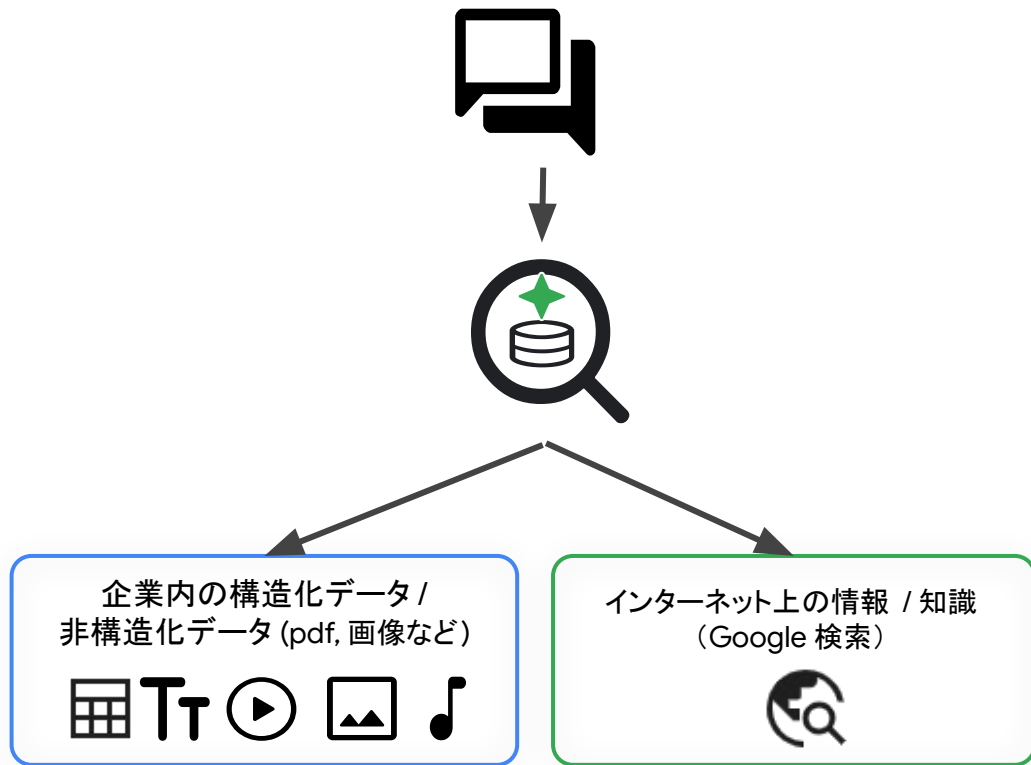 企業内の構造化データ /
非構造化データ (pdf, 画像など)
インターネット上の情報 / 知識
（Google 検索）